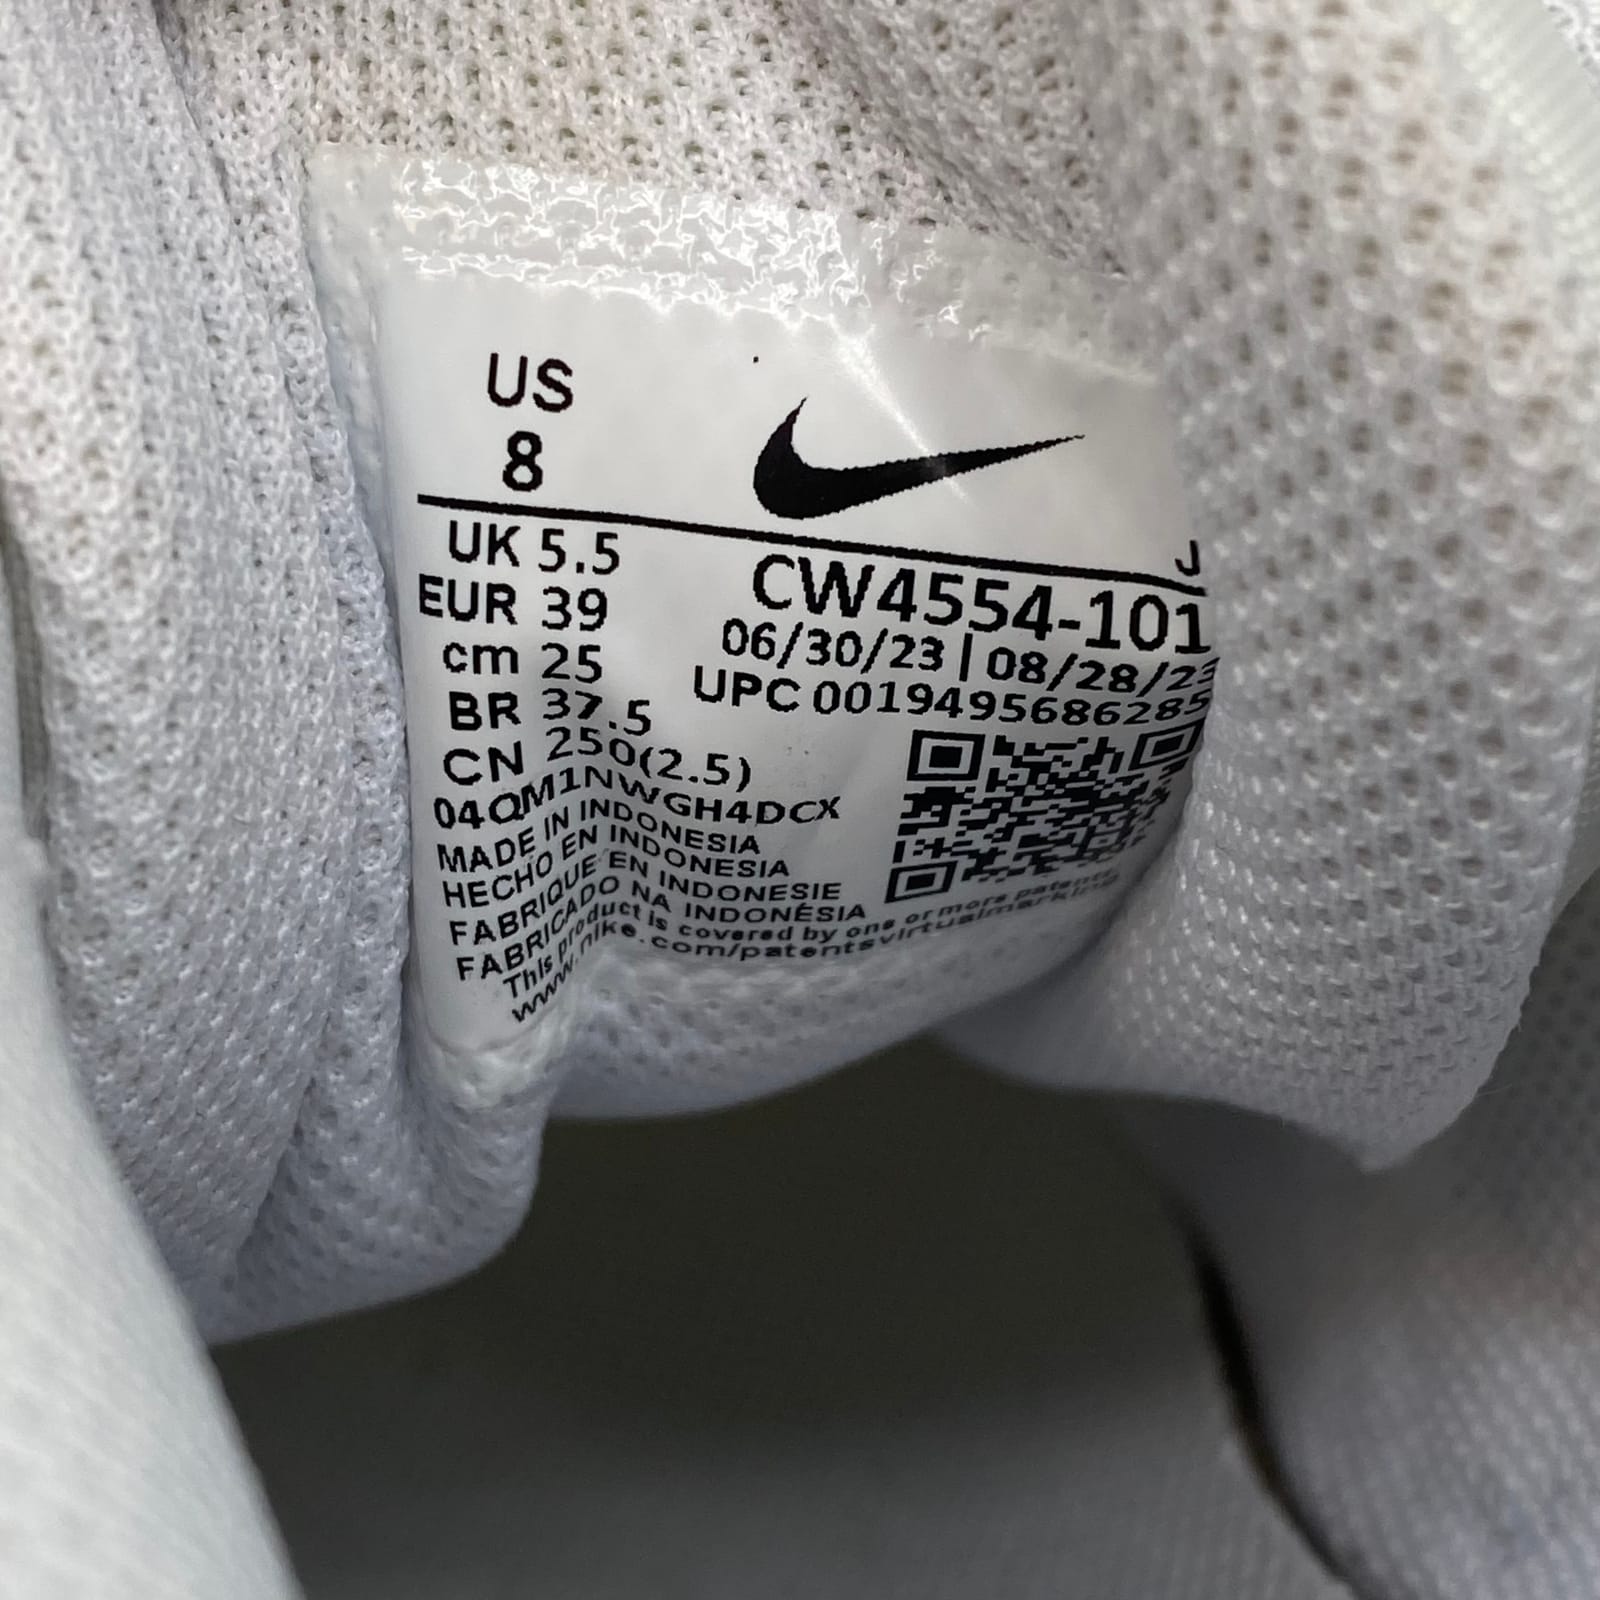 US
8
J
UK 5.5
EUR 39
cm 25
BR 37.5
CN 250(2.5)
CW4554-101
06/30/23 | 08/28/23
UPC 00194956862855
04QM1NWGH4DCX
MADE IN INDONESIA
HECHO EN INDONESIA
FABRIQUE EN INDONESIE
FABRICADO NA INDONÉSIA
This product is covered by one or more patents
www.nike.com/patentsvirtualmarking